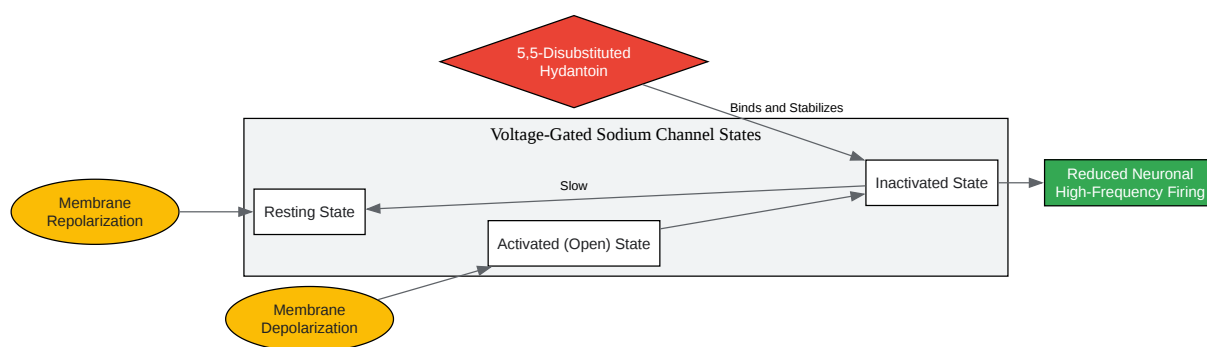 5,5-Disubstituted
Hydantoin
Binds and Stabilizes
Voltage-Gated Sodium Channel States
Membrane
Repolarization
Resting State
Slow
Inactivated State
Reduced Neuronal
High-Frequency Firing
Activated (Open) State
Membrane
Depolarization